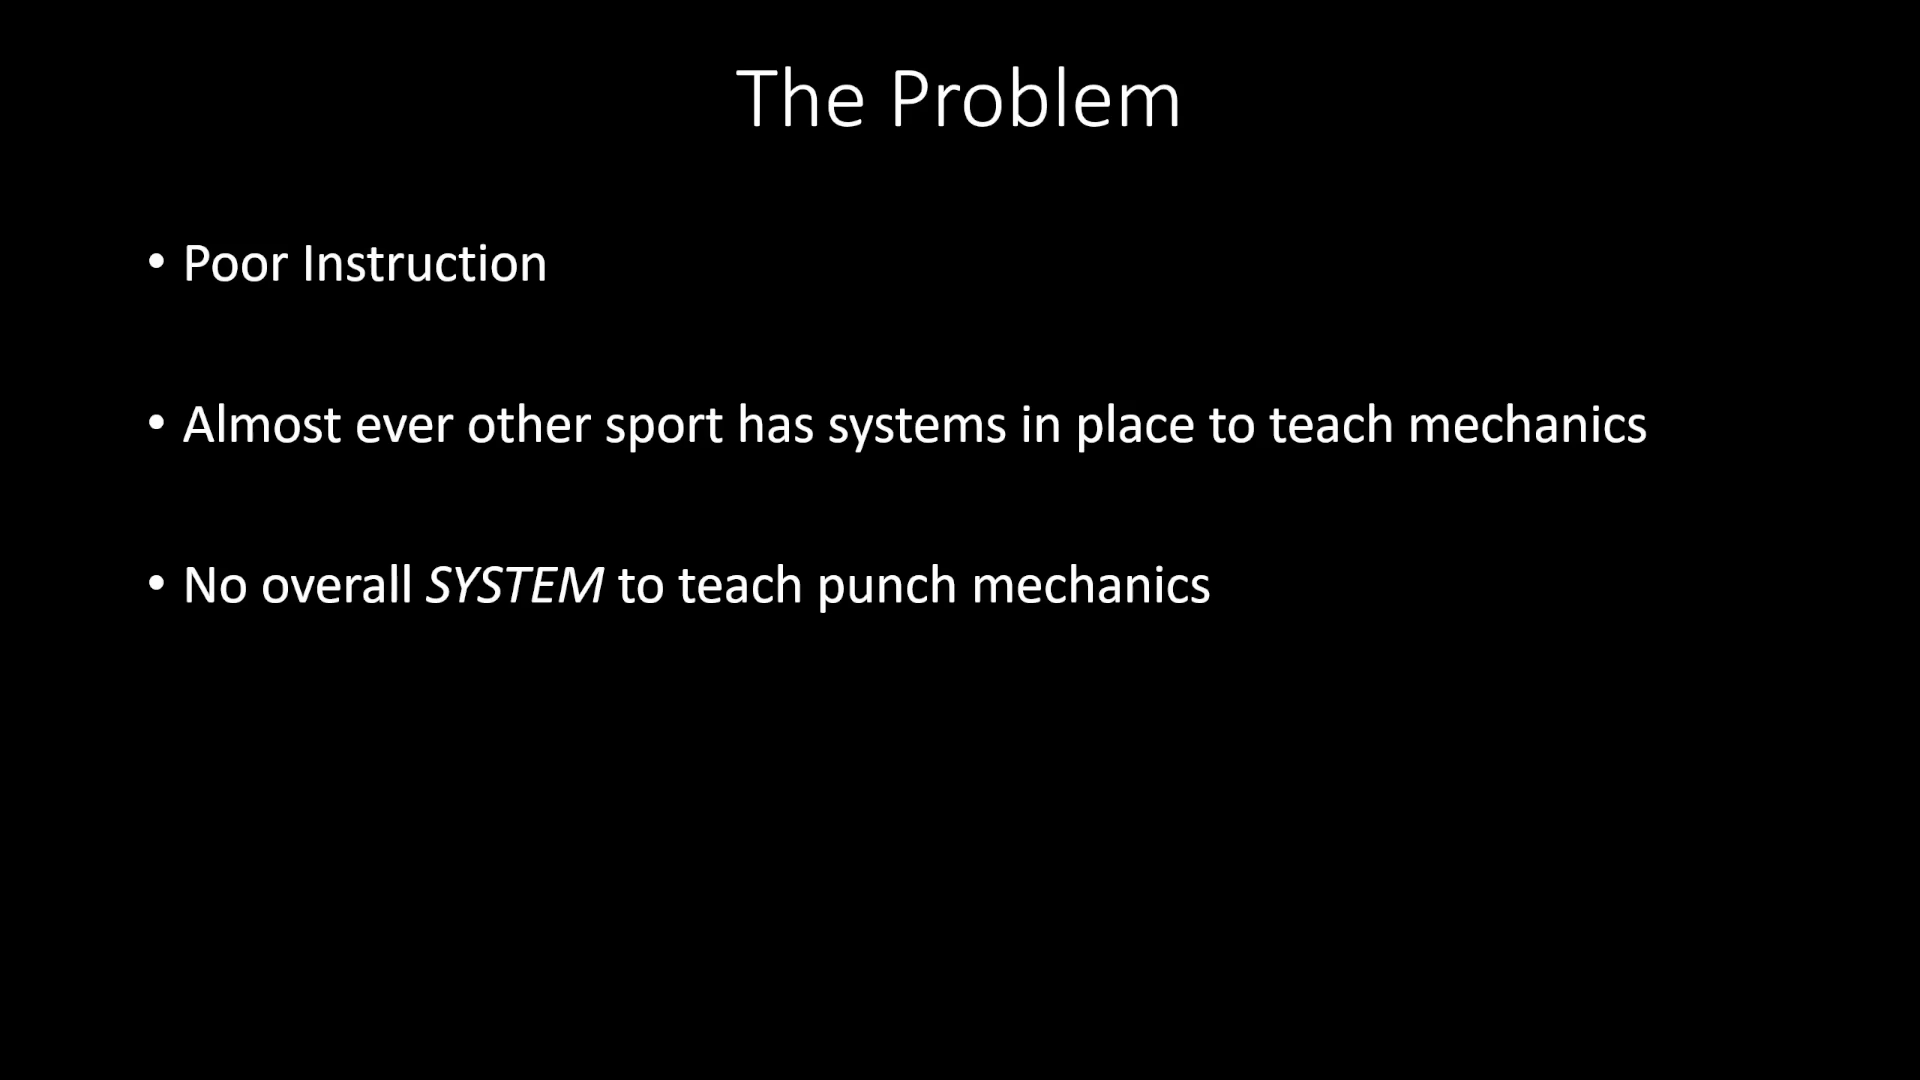 The Problem
• Poor Instruction
• Almost ever other sport has systems in place to teach mechanics
• No overall SYSTEM to teach punch mechanics